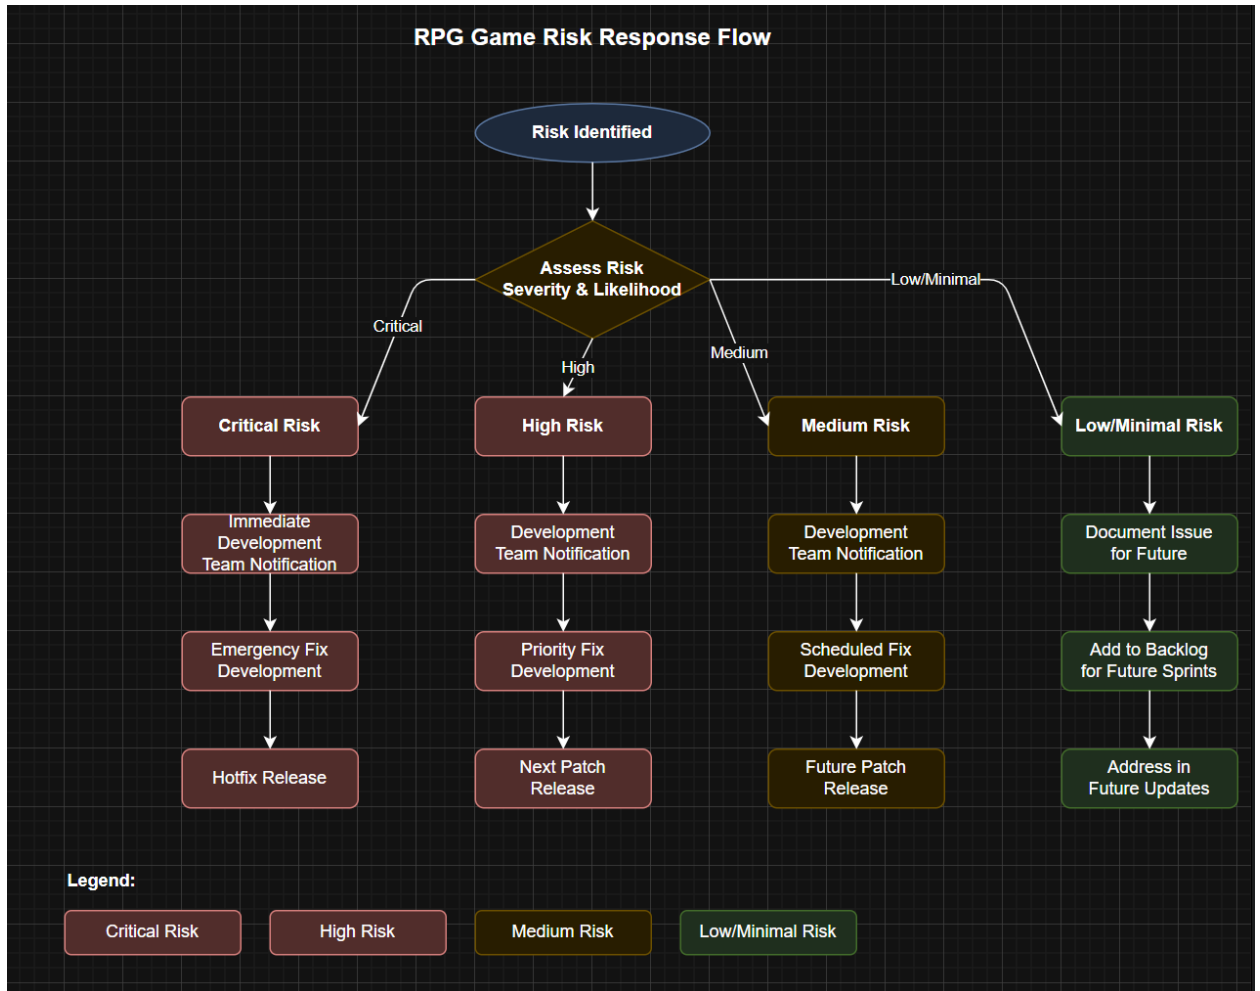 RPG Game Risk Response Flow
Risk Identified
Assess Risk
Severity & Likelihood
Critical
High
Medium
Low/Minimal
Critical Risk
Immediate
Development
Team Notification
Emergency Fix
Development
Hotfix Release
High Risk
Development
Team Notification
Priority Fix
Development
Next Patch
Release
Medium Risk
Development
Team Notification
Scheduled Fix
Development
Future Patch
Release
Low/Minimal Risk
Document Issue
for Future
Add to Backlog
for Future Sprints
Address in
Future Updates
Legend:
Critical Risk
High Risk
Medium Risk
Low/Minimal Risk